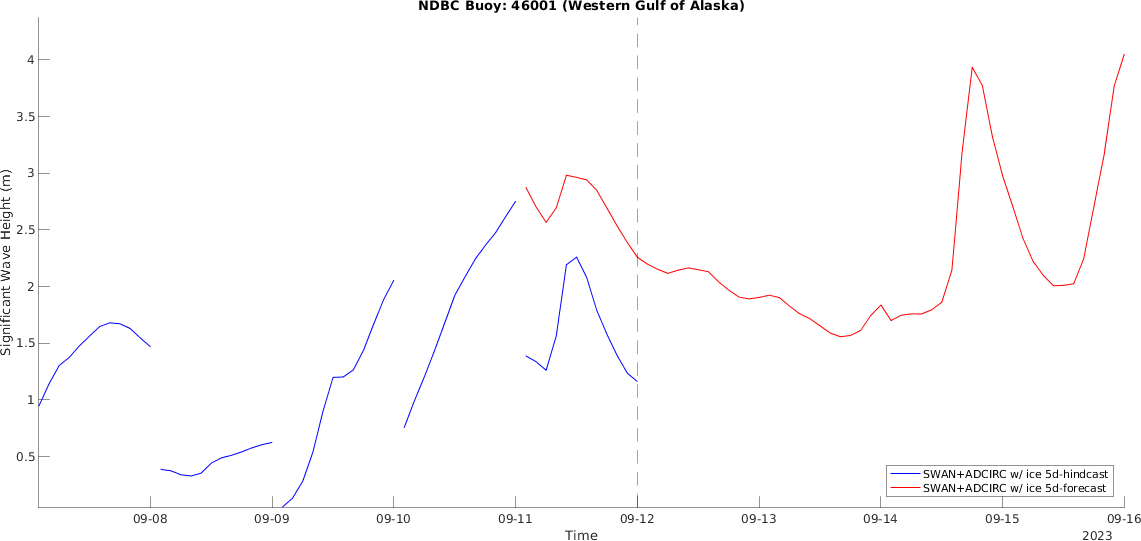 NDBC Buoy: 46001 (Western Gulf of Alaska)
Significant Wave Height (m)
4
3.5
3
2.5
2
1.5
1
0.5
SWAN+ADCIRC w/ ice 5d-hindcast
SWAN+ADCIRC w/ ice 5d-forecast
09-08 09-09 09-10 09-11 09-12 09-13 09-14 09-15 09-16
Time
2023